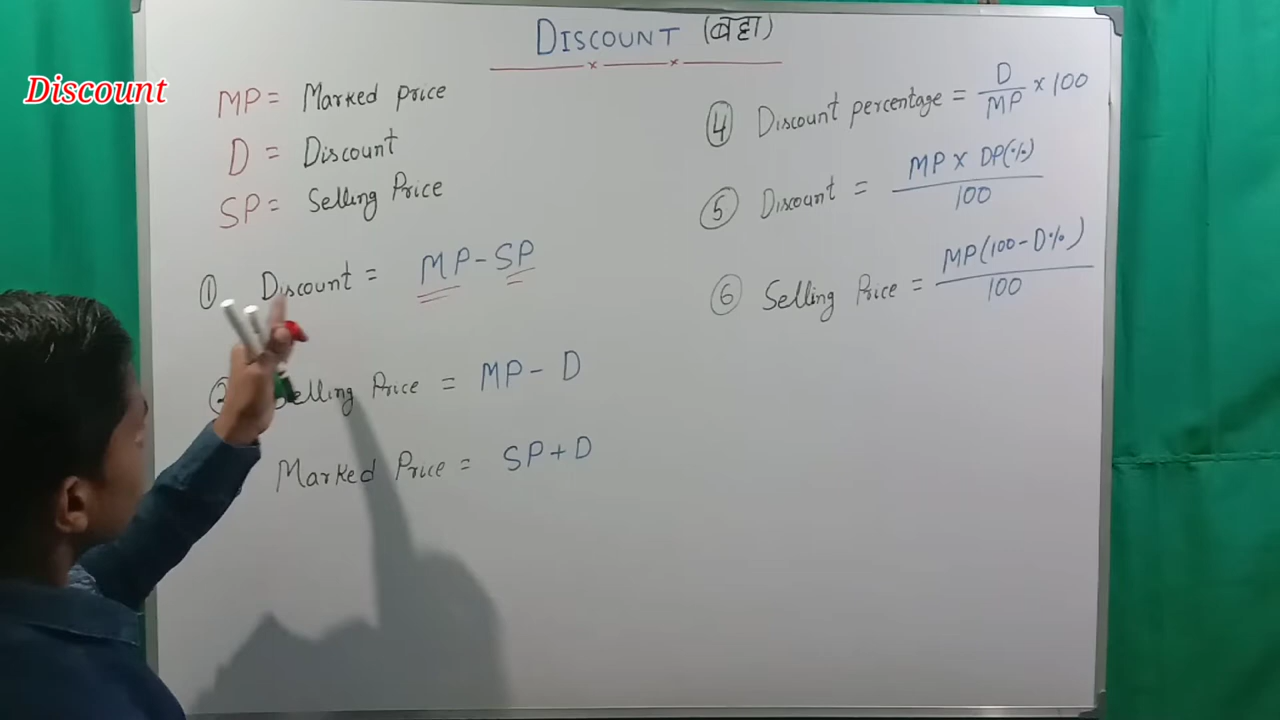 Discount
DISCOUNT (बट्टा)
MP = Marked price
D = Discount
SP = Selling Price
① Discount = MP - SP
② Selling Price = MP - D
Marked Price = SP + D
④ Discount percentage = D/MP × 100
⑤ Discount = MP × DP(%)/100
⑥ Selling Price = MP(100 - D%)/100